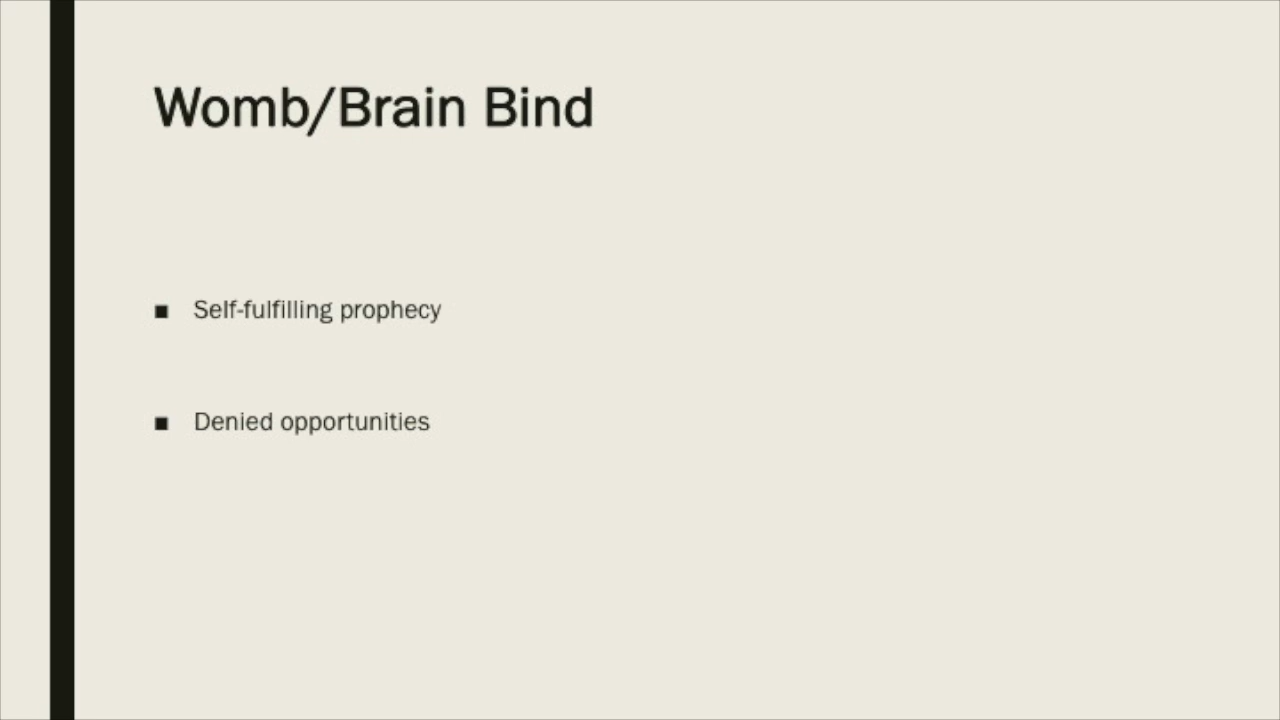 Womb/Brain Bind
■ Self-fulfilling prophecy
■ Denied opportunities